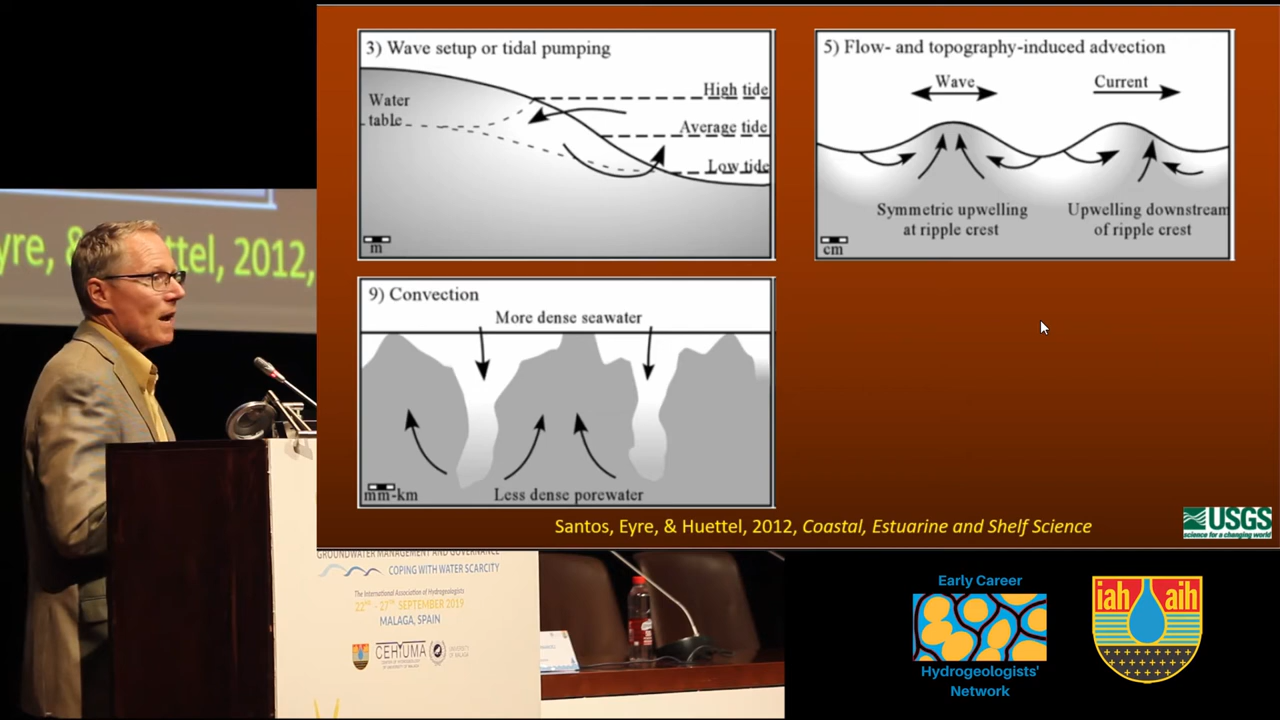 3) Wave setup or tidal pumping
Water
table
High tide
Average tide
Low tide
m
5) Flow- and topography-induced advection
Wave
Current
Symmetric upwelling
at ripple crest
Upwelling downstream
of ripple crest
cm
9) Convection
More dense seawater
Less dense porewater
mm-km
Santos, Eyre, & Huettel, 2012, Coastal, Estuarine and Shelf Science
USGS
science for a changing world
yre, & Huettel, 2012,
GROUNDWATER MANAGEMENT AND GOVERNANCE
COPING WITH WATER SCARCITY
The International Association of Hydrogeologists
22ND - 27TH SEPTEMBER 2019
MALAGA, SPAIN
CEHIUMA
Early Career
Hydrogeologists'
Network
iah aih